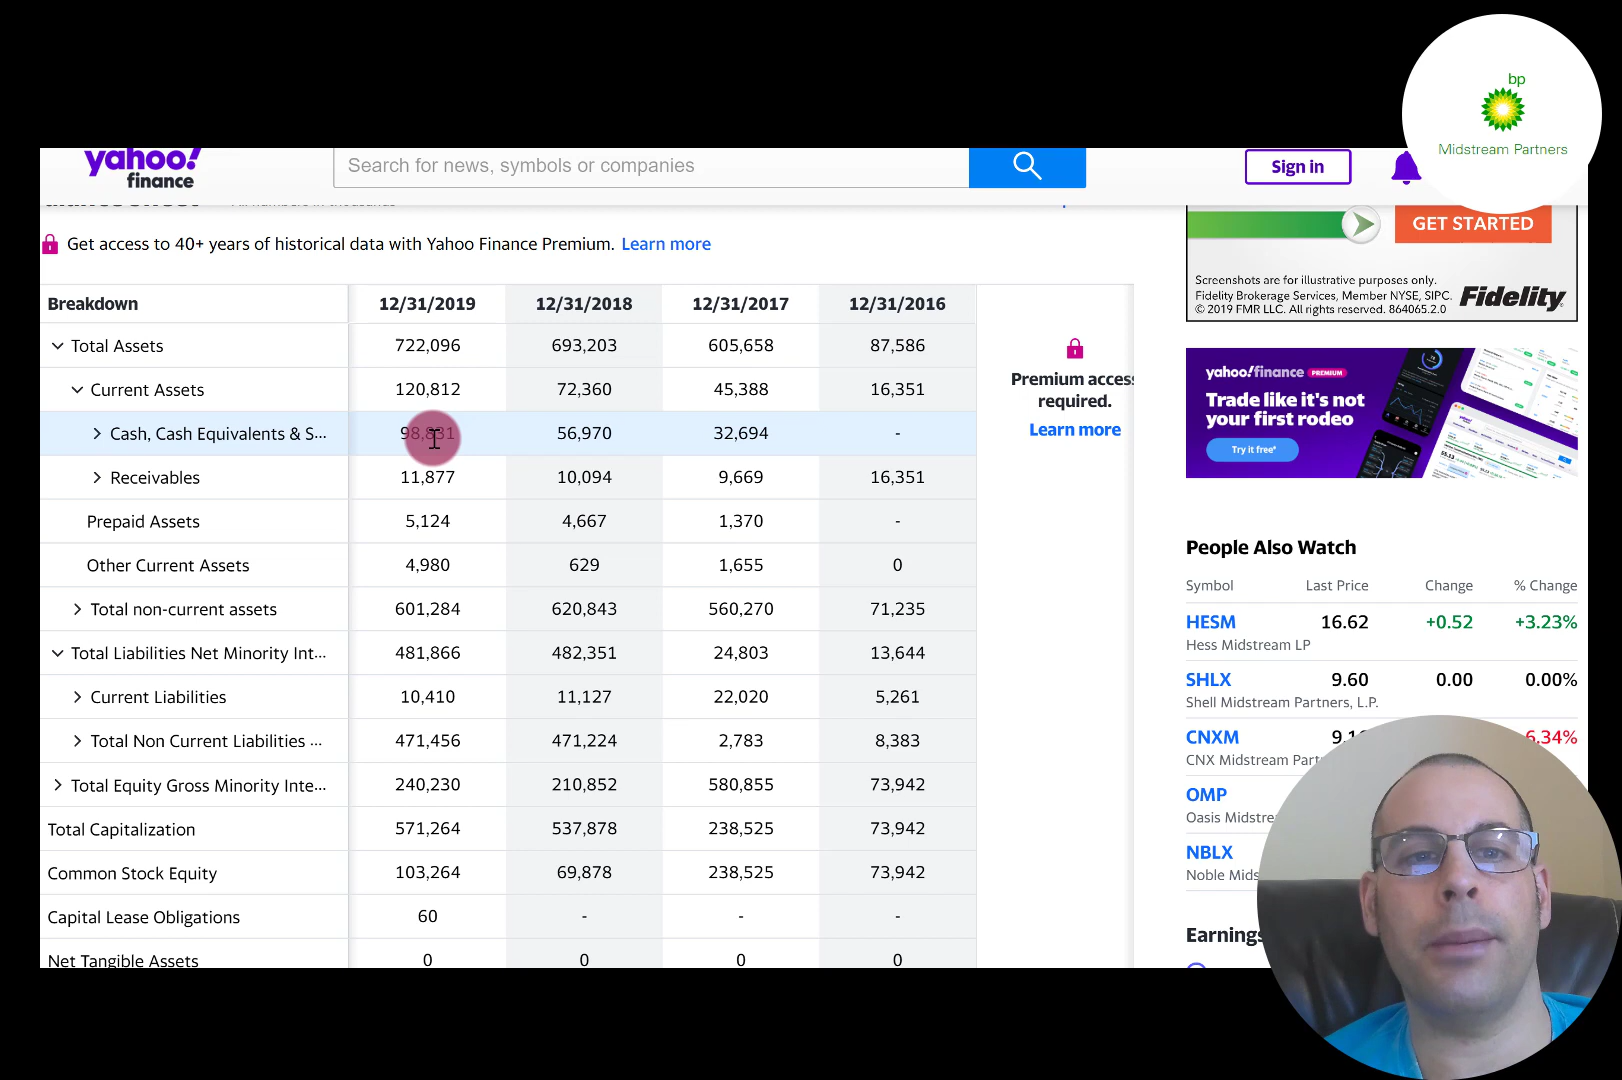 bp
Midstream Partners
yahoo!
finance
Search for news, symbols or companies
Sign in
Get access to 40+ years of historical data with Yahoo Finance Premium. Learn more
GET STARTED
Screenshots are for illustrative purposes only.
Fidelity Brokerage Services, Member NYSE, SIPC.
© 2019 FMR LLC. All rights reserved. 864065.2.0
Fidelity
Breakdown 12/31/2019 12/31/2018 12/31/2017 12/31/2016
Total Assets 722,096 693,203 605,658 87,586
Current Assets 120,812 72,360 45,388 16,351
Cash, Cash Equivalents & S... 98,831 56,970 32,694 -
Receivables 11,877 10,094 9,669 16,351
Prepaid Assets 5,124 4,667 1,370 -
Other Current Assets 4,980 629 1,655 0
Total non-current assets 601,284 620,843 560,270 71,235
Total Liabilities Net Minority Int... 481,866 482,351 24,803 13,644
Current Liabilities 10,410 11,127 22,020 5,261
Total Non Current Liabilities ... 471,456 471,224 2,783 8,383
Total Equity Gross Minority Inte... 240,230 210,852 580,855 73,942
Total Capitalization 571,264 537,878 238,525 73,942
Common Stock Equity 103,264 69,878 238,525 73,942
Capital Lease Obligations 60 - - -
Net Tangible Assets 0 0 0 0
Premium access
required.
Learn more
yahoo!finance PREMIUM
Trade like it's not
your first rodeo
Try it free*
People Also Watch
Symbol Last Price Change % Change
HESM 16.62 +0.52 +3.23%
Hess Midstream LP
SHLX 9.60 0.00 0.00%
Shell Midstream Partners, L.P.
CNXM 6.34%
CNX Midstream
OMP
Oasis
NBLX
Noble
Earnings